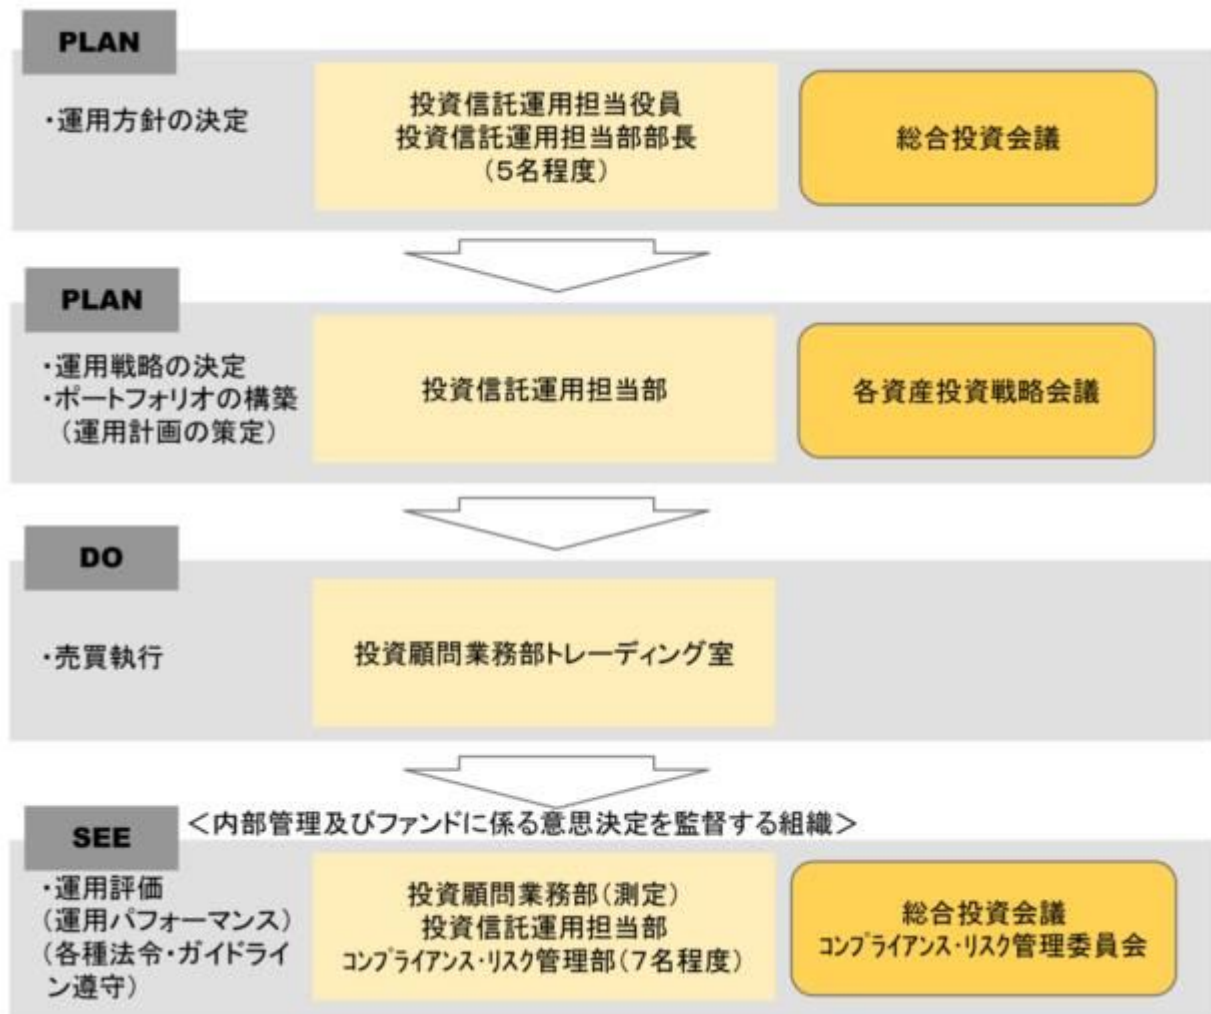 PLAN
・運用方針の決定
投資信託運用担当役員
投資信託運用担当部部長
(5名程度)
総合投資会議
PLAN
・運用戦略の決定
・ポートフォリオの構築
(運用計画の策定)
投資信託運用担当部
各資産投資戦略会議
DO
・売買執行
投資顧問業務部トレーディング室
SEE
＜内部管理及びファンドに係る意思決定を監督する組織＞
・運用評価
(運用パフォーマンス)
(各種法令・ガイドライ
ン遵守)
投資顧問業務部(測定)
投資信託運用担当部
ｺﾝﾌﾟﾗｲｱﾝｽ・ﾘｽｸ管理部(7名程度)
総合投資会議
ｺﾝﾌﾟﾗｲｱﾝｽ・ﾘｽｸ管理委員会